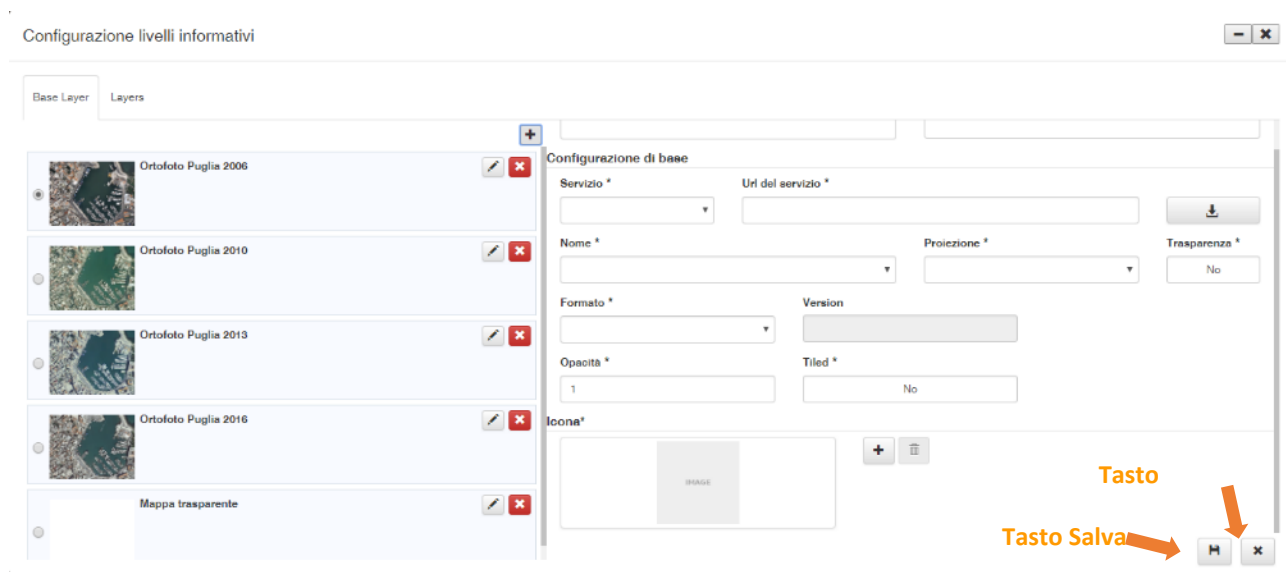 Configurazione livelli informativi
Base Layer Layers
Ortofoto Puglia 2006
Ortofoto Puglia 2010
Ortofoto Puglia 2013
Ortofoto Puglia 2016
Mappa trasparente
Configurazione di base
Servizio * Url del servizio *
Nome * Proiezione * Trasparenza *
No
Formato * Version
Opacità * Tiled *
1 No
Icona*
IMAGE
Tasto
Tasto Salva